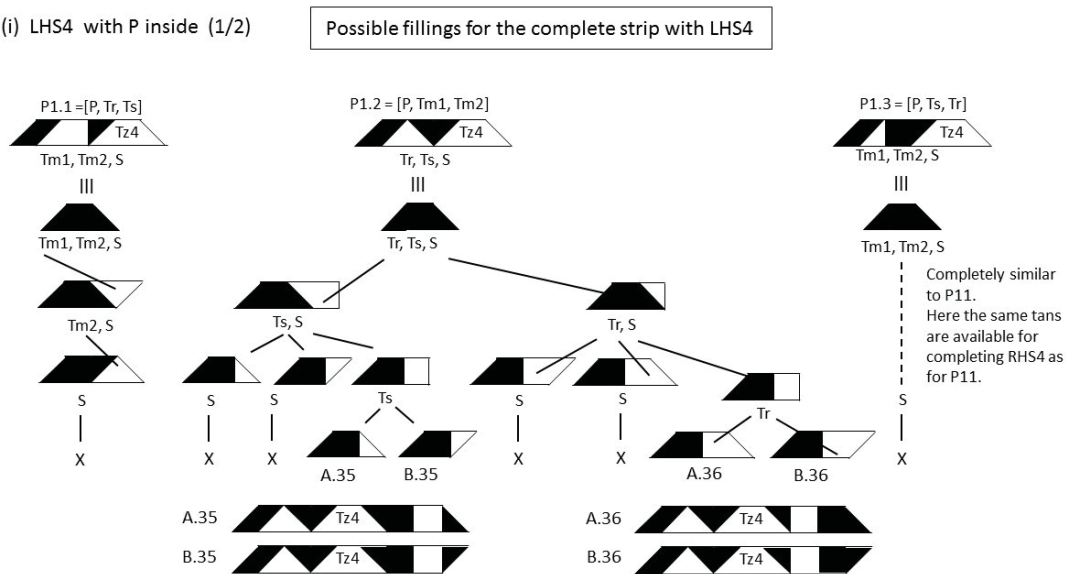 (i) LHS4 with P inside (1/2)
Possible fillings for the complete strip with LHS4
P1.1 =[P, Tr, Ts]
P1.2 = [P, Tm1, Tm2]
P1.3 = [P, Ts, Tr]
Tz4
Tz4
Tz4
Tm1, Tm2, S
Tr, Ts, S
Tm1, Tm2, S
Tm1, Tm2, S
Tr, Ts, S
Tm1, Tm2, S
Completely similar
to P11.
Here the same tans
are available for
completing RHS4 as
for P11.
Tm2, S
Ts, S
Tr, S
S
S
S
Ts
S
S
Tr
S
X
X
X
X
X
X
A.35
B.35
A.36
B.36
A.35
Tz4
A.36
Tz4
B.35
Tz4
B.36
Tz4